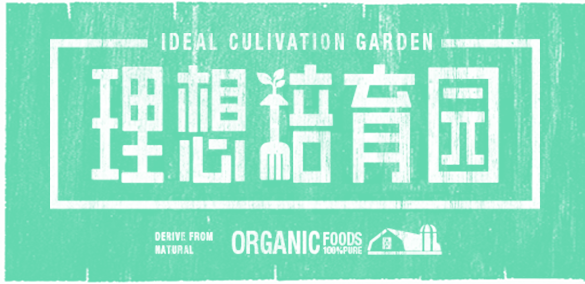 IDEAL CULIVATION GARDEN
理想培育园
DERIVE FROM
NATURAL
ORGANIC FOODS
100%PURE